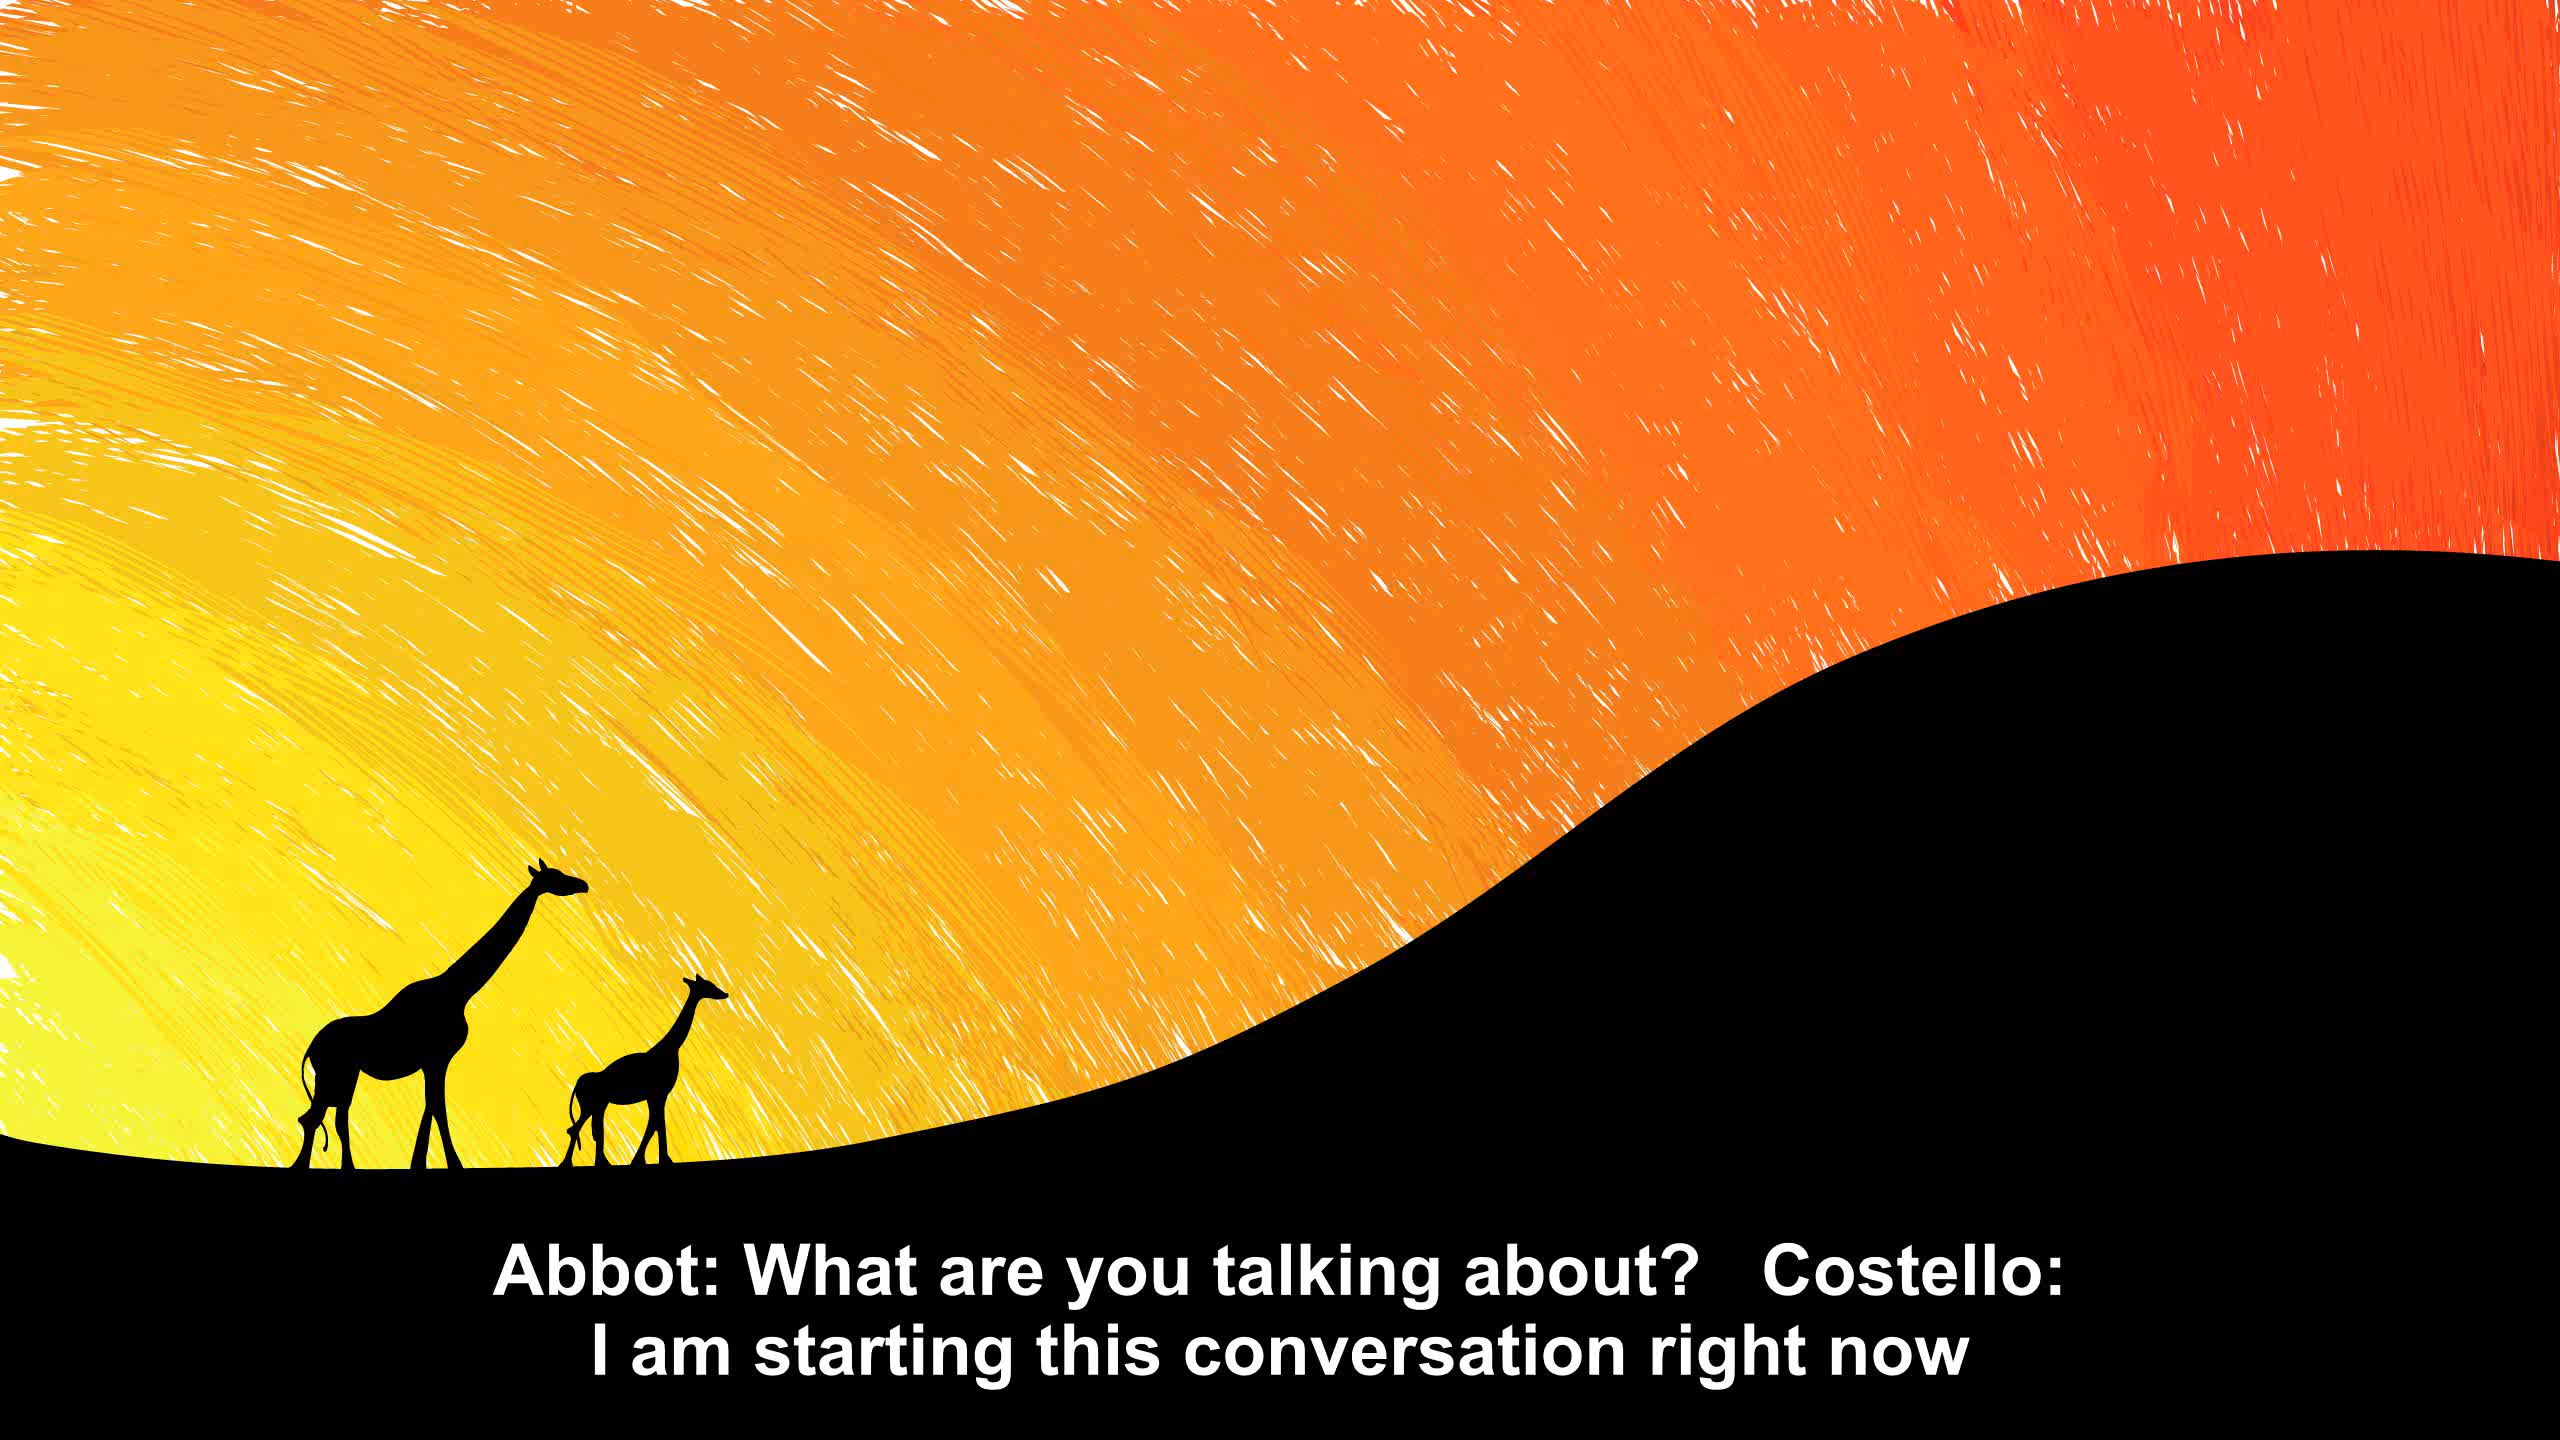 Abbot: What are you talking about?   Costello:
I am starting this conversation right now